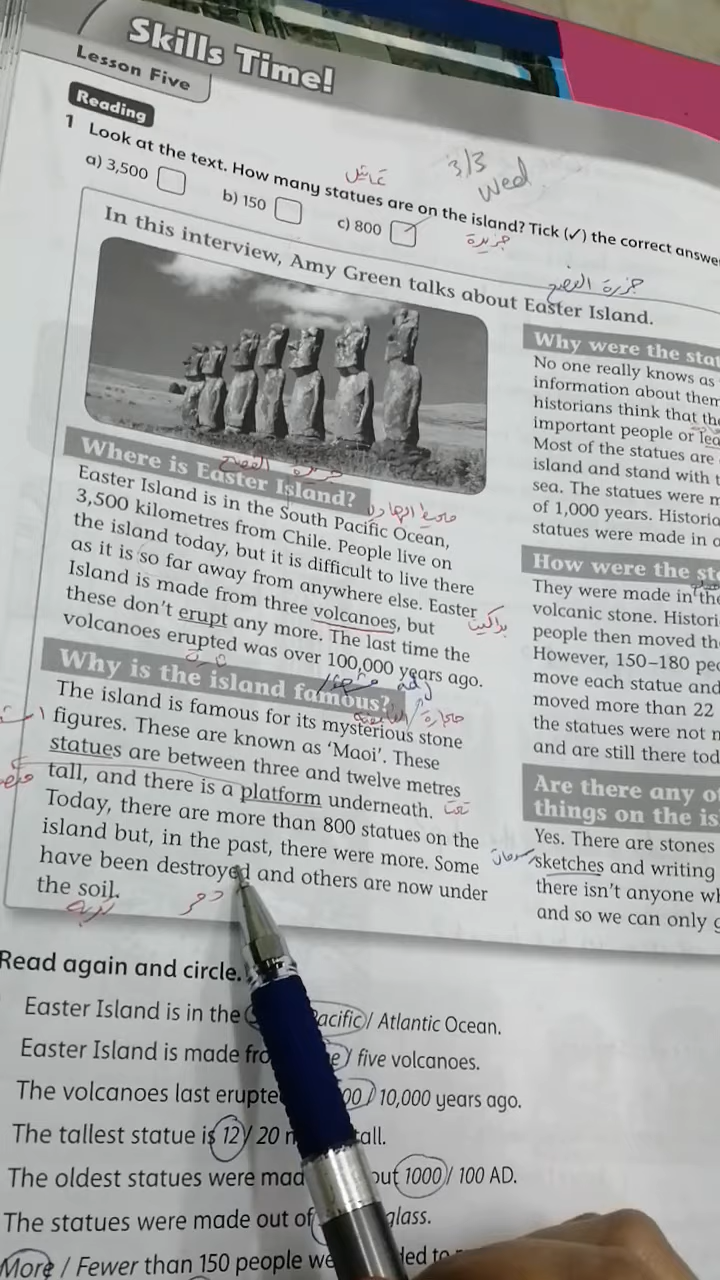 Skills Time!
Lesson Five
Reading
1 Look at the text. How many statues are on the island? Tick (✓) the correct answe
عاش
3/3
Wed
a) 3,500
b) 150
c) 800
جزيرة
In this interview, Amy Green talks about Easter Island.
Where is Easter Island?
Easter Island is in the South Pacific Ocean,
3,500 kilometres from Chile. People live on
the island today, but it is difficult to live there
as it is so far away from anywhere else. Easter
Island is made from three volcanoes, but
these don't erupt any more. The last time the
volcanoes erupted was over 100,000 years ago.
Why is the island famous?
The island is famous for its mysterious stone
figures. These are known as 'Maoi'. These
statues are between three and twelve metres
tall, and there is a platform underneath.
تحت
Today, there are more than 800 statues on the
island but, in the past, there were more. Some
have been destroyed and others are now under
the soil.
تربه
Why were the stat
No one really knows as
information about them
historians think that the
important people or lea
Most of the statues are
island and stand with t
sea. The statues were m
of 1,000 years. Historia
statues were made in a
How were the st
They were made in the
volcanic stone. Histori
people then moved th
However, 150–180 peo
move each statue and
moved more than 22
the statues were not m
and are still there tod
Are there any o
things on the is
Yes. There are stones
sketches and writing
there isn't anyone wh
and so we can only g
Read again and circle.
Easter Island is in the acific / Atlantic Ocean.
Easter Island is made fro e / five volcanoes.
The volcanoes last erupte 00 / 10,000 years ago.
The tallest statue is 12 / 20 m all.
The oldest statues were mad out 1000 / 100 AD.
The statues were made out of glass.
More / Fewer than 150 people we ded to